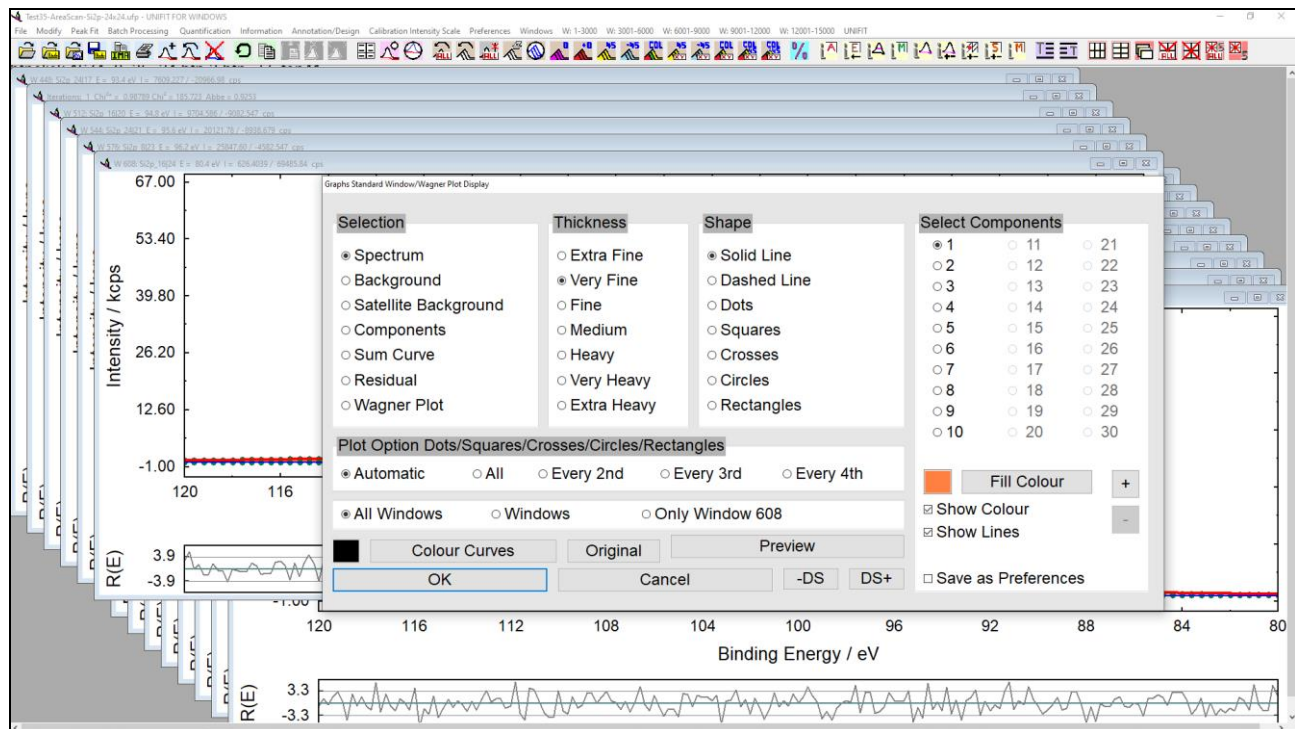 Test35-AreaScan-Si2p-24x24.ufp - UNIFIT FOR WINDOWS
File Modify Peak Fit Batch Processing Quantification Information Annotation/Design Calibration Intensity Scale Preferences Windows W: 1-3000 W: 3001-6000 W: 6001-9000 W: 9001-12000 W: 12001-15000 UNIFIT
W 608: Si2p_16|24 E = 80.4 eV I = 626.4039 / 69485.84 cps
Graphs Standard Window/Wagner Plot Display
Selection
Spectrum
Background
Satellite Background
Components
Sum Curve
Residual
Wagner Plot
Thickness
Extra Fine
Very Fine
Fine
Medium
Heavy
Very Heavy
Extra Heavy
Shape
Solid Line
Dashed Line
Dots
Squares
Crosses
Circles
Rectangles
Select Components
1 11 21
2 12 22
3 13 23
4 14 24
5 15 25
6 16 26
7 17 27
8 18 28
9 19 29
10 20 30
Plot Option Dots/Squares/Crosses/Circles/Rectangles
Automatic All Every 2nd Every 3rd Every 4th
All Windows Windows Only Window 608
Colour Curves Original Preview
OK Cancel -DS DS+
Fill Colour +
-
Show Colour
Show Lines
Save as Preferences
67.00
53.40
39.80
26.20
12.60
-1.00
Intensity / kcps
120 116
R(E)
3.9
-3.9
-1.00
120 116 112 108 104 100 96 92 88 84 80
Binding Energy / eV
R(E)
3.3
-3.3